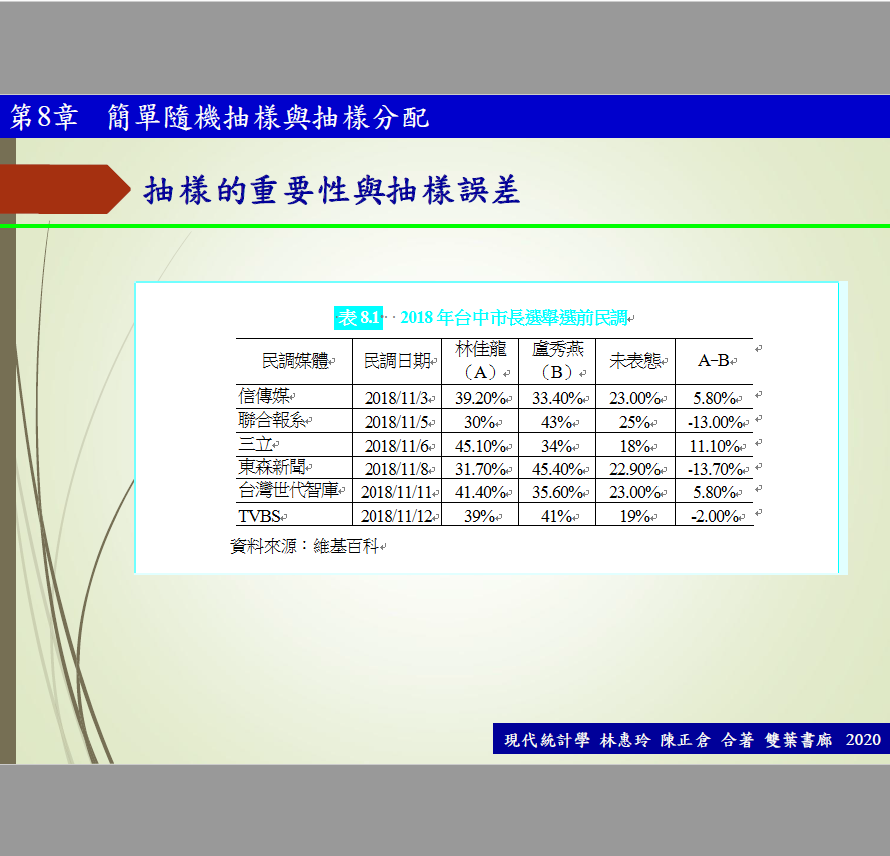 第8章 簡單隨機抽樣與抽樣分配
抽樣的重要性與抽樣誤差
表 8.1 2018 年台中市長選舉選前民調
民調媒體 民調日期 林佳龍（A） 盧秀燕（B） 未表態 A−B
信傳媒 2018/11/3 39.20% 33.40% 23.00% 5.80%
聯合報系 2018/11/5 30% 43% 25% -13.00%
三立 2018/11/6 45.10% 34% 18% 11.10%
東森新聞 2018/11/8 31.70% 45.40% 22.90% -13.70%
台灣世代智庫 2018/11/11 41.40% 35.60% 23.00% 5.80%
TVBS 2018/11/12 39% 41% 19% -2.00%
資料來源：維基百科
現代統計學 林惠玲 陳正倉 合著 雙葉書廊 2020